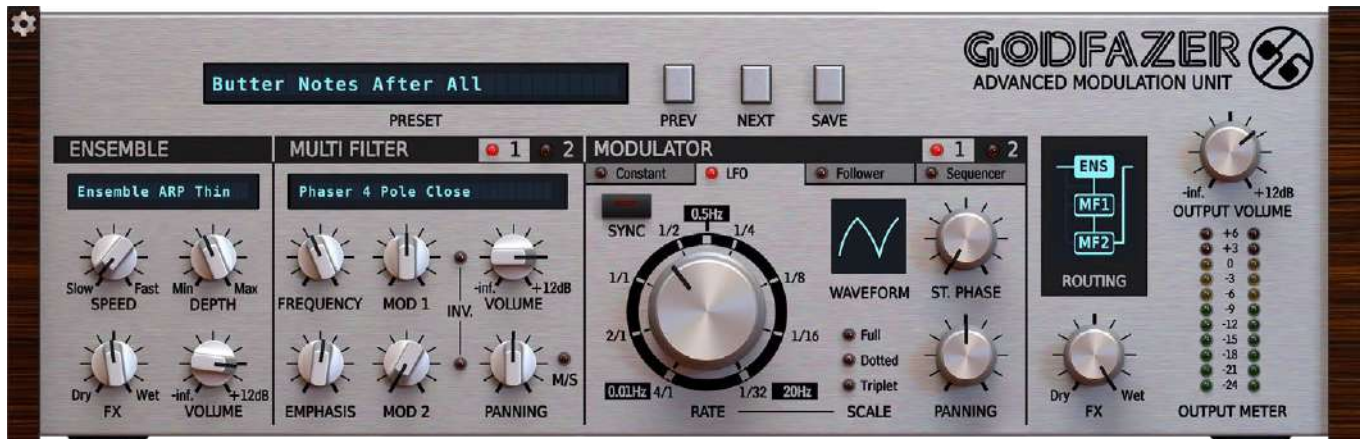 GODFAZER
ADVANCED MODULATION UNIT
Butter Notes After All
PRESET
PREV
NEXT
SAVE
ENSEMBLE
Ensemble ARP Thin
Slow
Fast
SPEED
Min
Max
DEPTH
Dry
Wet
FX
-inf.
+12dB
VOLUME
MULTI FILTER
1
2
Phaser 4 Pole Close
FREQUENCY
MOD 1
INV.
-inf.
+12dB
VOLUME
EMPHASIS
MOD 2
PANNING
M/S
MODULATOR
1
2
Constant
LFO
Follower
Sequencer
SYNC
0.5Hz
1/2
1/4
1/1
1/8
2/1
1/16
0.01Hz
4/1
1/32
20Hz
RATE
WAVEFORM
ST. PHASE
Full
Dotted
Triplet
SCALE
PANNING
ENS
MF1
MF2
ROUTING
Dry
Wet
FX
-inf.
+12dB
OUTPUT VOLUME
+6
+3
0
-3
-6
-9
-12
-15
-18
-21
-24
OUTPUT METER